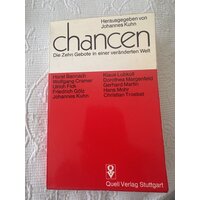 Herausgegeben von
Johannes Kuhn
chancen
Die Zehn Gebote in einer veränderten Welt
Horst Bannach
Wolfgang Cramer
Ulrich Fick
Friedrich Götz
Johannes Kuhn
Klaus Lubkoll
Dorothea Margenfeld
Gerhard Martin
Hans Mohr
Christian Troebst
Quell Verlag Stuttgart